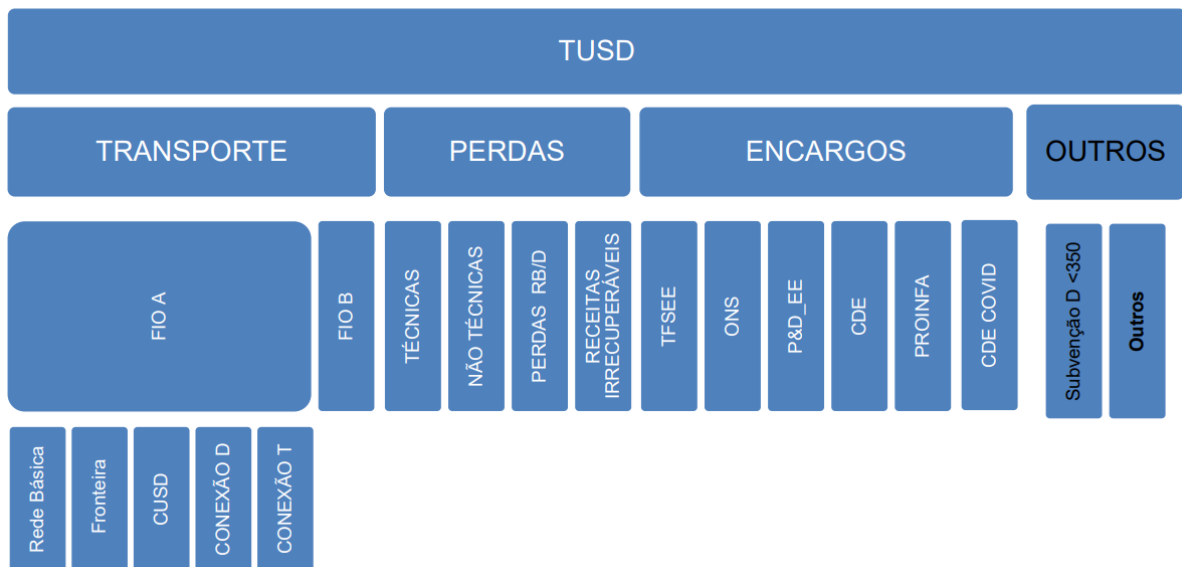 TUSD
TRANSPORTE
PERDAS
ENCARGOS
OUTROS
FIO A
FIO B
TÉCNICAS
NÃO TÉCNICAS
PERDAS RB/D
RECEITAS
IRRECUPERÁVEIS
TFSEE
ONS
P&D_EE
CDE
PROINFA
CDE COVID
Subvenção D <350
Outros
Rede Básica
Fronteira
CUSD
CONEXÃO D
CONEXÃO T